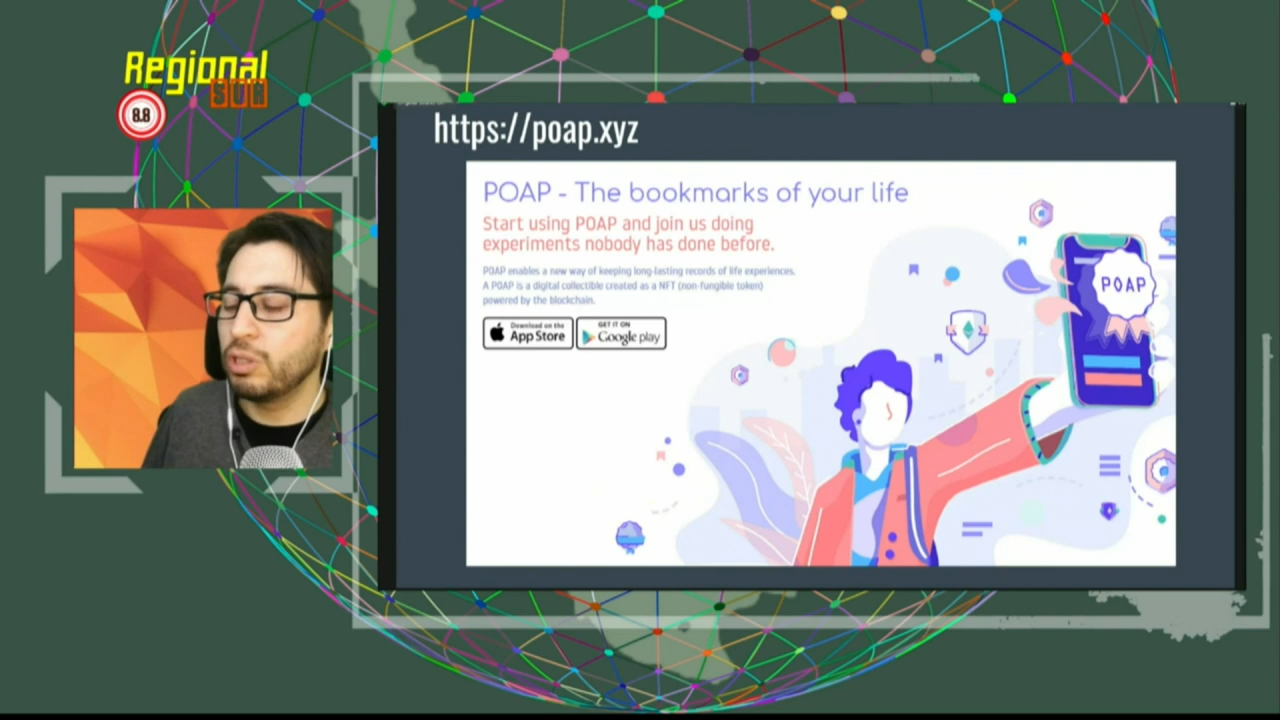 Regional
SUR
8.8
https://poap.xyz
POAP - The bookmarks of your life
Start using POAP and join us doing
experiments nobody has done before.
POAP enables a new way of keeping long-lasting records of life experiences.
A POAP is a digital collectible created as a NFT (non-fungible token)
powered by the blockchain.
Download on the
App Store
GET IT ON
Google play
POAP